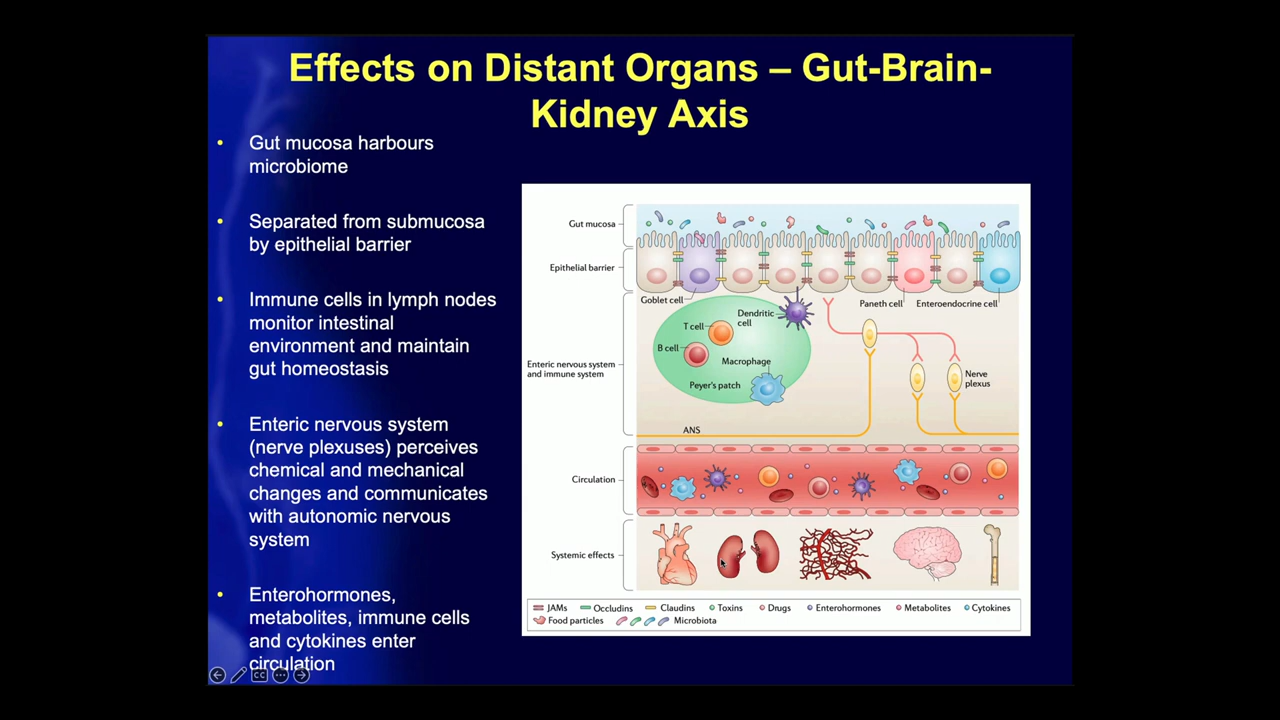 Effects on Distant Organs – Gut-Brain-
Kidney Axis
• Gut mucosa harbours
microbiome
• Separated from submucosa
by epithelial barrier
• Immune cells in lymph nodes
monitor intestinal
environment and maintain
gut homeostasis
• Enteric nervous system
(nerve plexuses) perceives
chemical and mechanical
changes and communicates
with autonomic nervous
system
• Enterohormones,
metabolites, immune cells
and cytokines enter
circulation
Gut mucosa
Epithelial barrier
Goblet cell
Paneth cell
Enteroendocrine cell
Dendritic
cell
T cell
B cell
Macrophage
Peyer's patch
Enteric nervous system
and immune system
Nerve
plexus
ANS
Circulation
Systemic effects
JAMs Occludins Claudins Toxins Drugs Enterohormones Metabolites Cytokines
Food particles Microbiota
CC